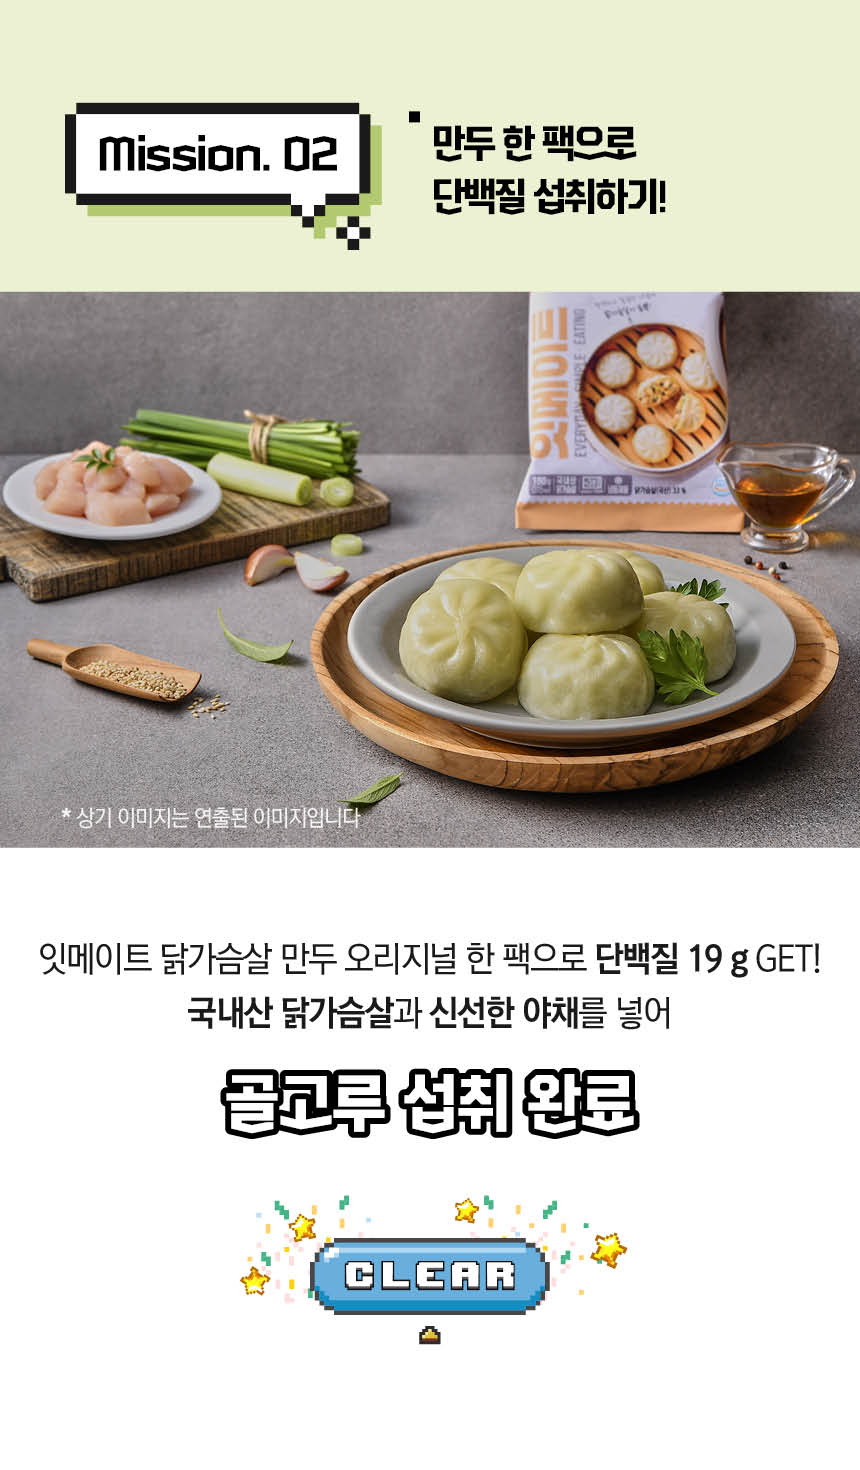 Mission. 02
만두 한 팩으로
단백질 섭취하기!
잇메이트
EVERYDAY SIMPLE EATING
* 상기 이미지는 연출된 이미지입니다
잇메이트 닭가슴살 만두 오리지널 한 팩으로 단백질 19 g GET!
국내산 닭가슴살과 신선한 야채를 넣어
골고루 섭취 완료
CLEAR